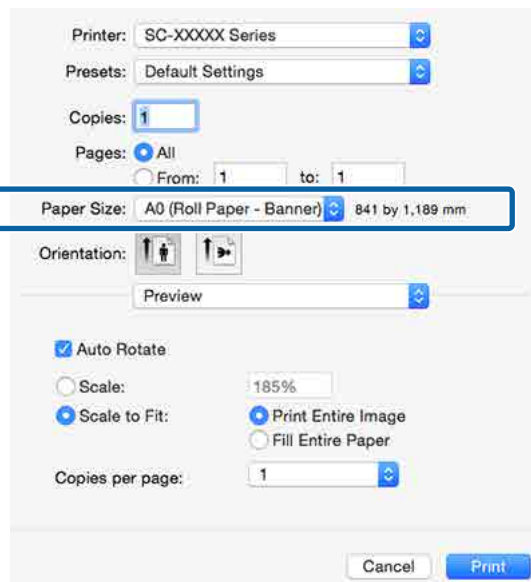 Printer: SC-XXXXX Series
Presets: Default Settings
Copies: 1
Pages: All
From: 1 to: 1
Paper Size: A0 (Roll Paper - Banner) 841 by 1,189 mm
Orientation:
Preview
Auto Rotate
Scale: 185%
Scale to Fit: Print Entire Image
Fill Entire Paper
Copies per page: 1
Cancel Print